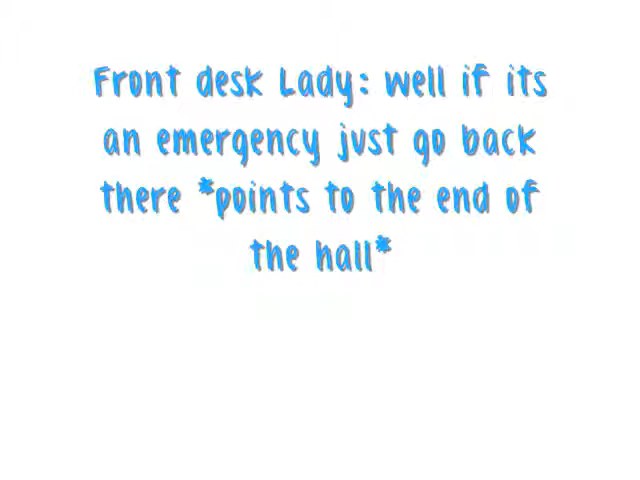 Front desk Lady: well if its
an emergency just go back
there *points to the end of
the hall*